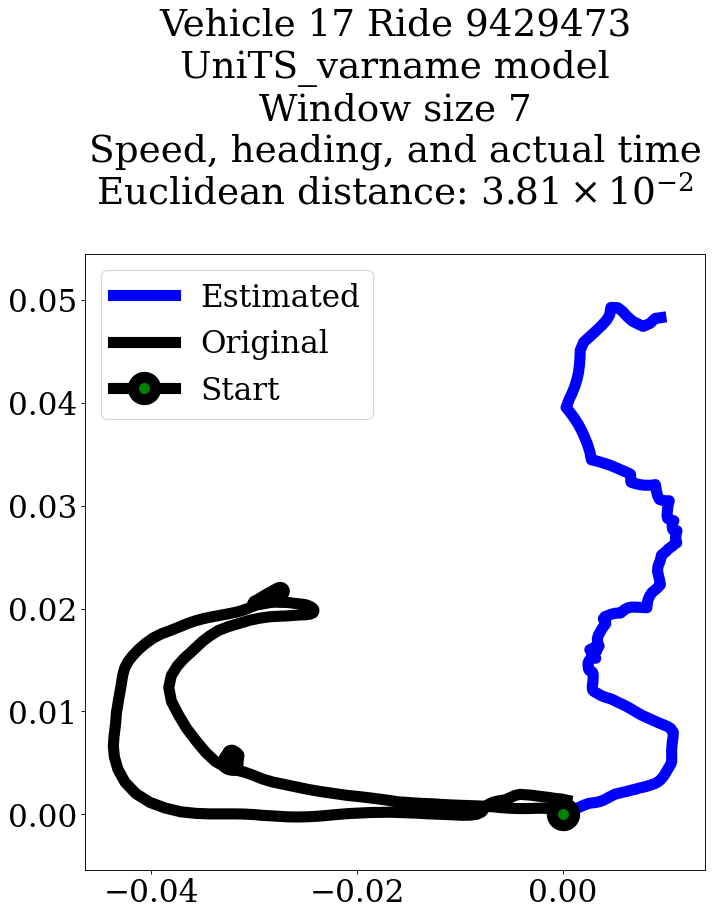 Vehicle 17 Ride 9429473
UniTS_varname model
Window size 7
Speed, heading, and actual time
Euclidean distance: 3.81 × 10⁻²
Estimated
Original
Start
0.05
0.04
0.03
0.02
0.01
0.00
−0.04
−0.02
0.00